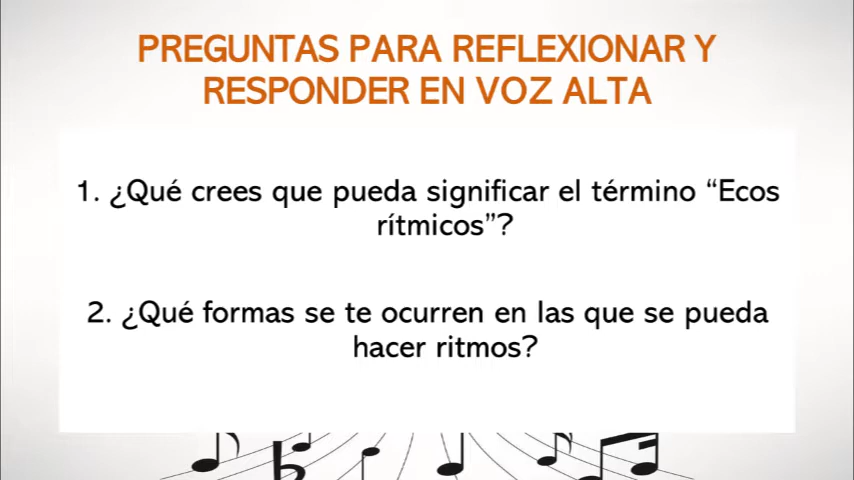 PREGUNTAS PARA REFLEXIONAR Y
RESPONDER EN VOZ ALTA
1. ¿Qué crees que pueda significar el término “Ecos
rítmicos”?
2. ¿Qué formas se te ocurren en las que se pueda
hacer ritmos?